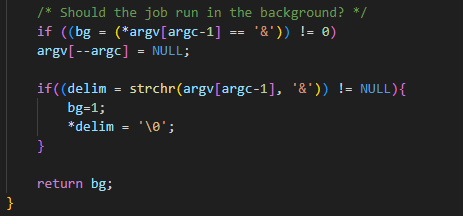 /* Should the job run in the background? */
if ((bg = (*argv[argc-1] == '&')) != 0)
argv[--argc] = NULL;
if((delim = strchr(argv[argc-1], '&')) != NULL){
bg=1;
*delim = '\0';
}
return bg;
}